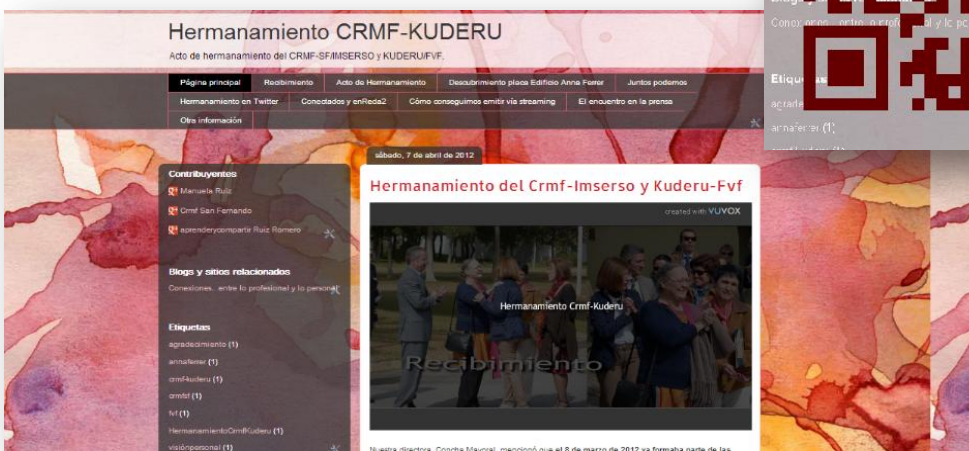 Hermanamiento CRMF-KUDERU
Acto de hermanamiento del CRMF-SF/IMSERSO y KUDERU/FVF.
Página principal Recibimiento Acto de Hermanamiento Descubrimiento placa Edificio Anna Ferrer Juntos podemos
Hermanamiento en Twitter Conectados y enReda2 Cómo conseguimos emitir vía streaming El encuentro en la prensa
Otra información
sábado, 7 de abril de 2012
Contribuyentes
Manuela Ruiz
Crmf San Fernando
aprenderycompartir Ruiz Romero
Blogs y sitios relacionados
Conexiones.. entre lo profesional y lo personal
Etiquetas
agradecimiento (1)
annaferrer (1)
crmf-kuderu (1)
crmfsf (1)
fvf (1)
HermanamientoCrmfKuderu (1)
visiónpersonal (1)
Hermanamiento del Crmf-Imserso y Kuderu-Fvf
created with VUVOX
Hermanamiento Crmf-Kuderu
Recibimiento
Nuestra directora, Concha Mayoral, mencionó que el 8 de marzo de 2012 ya formaba parte de las
annaferrer (1)